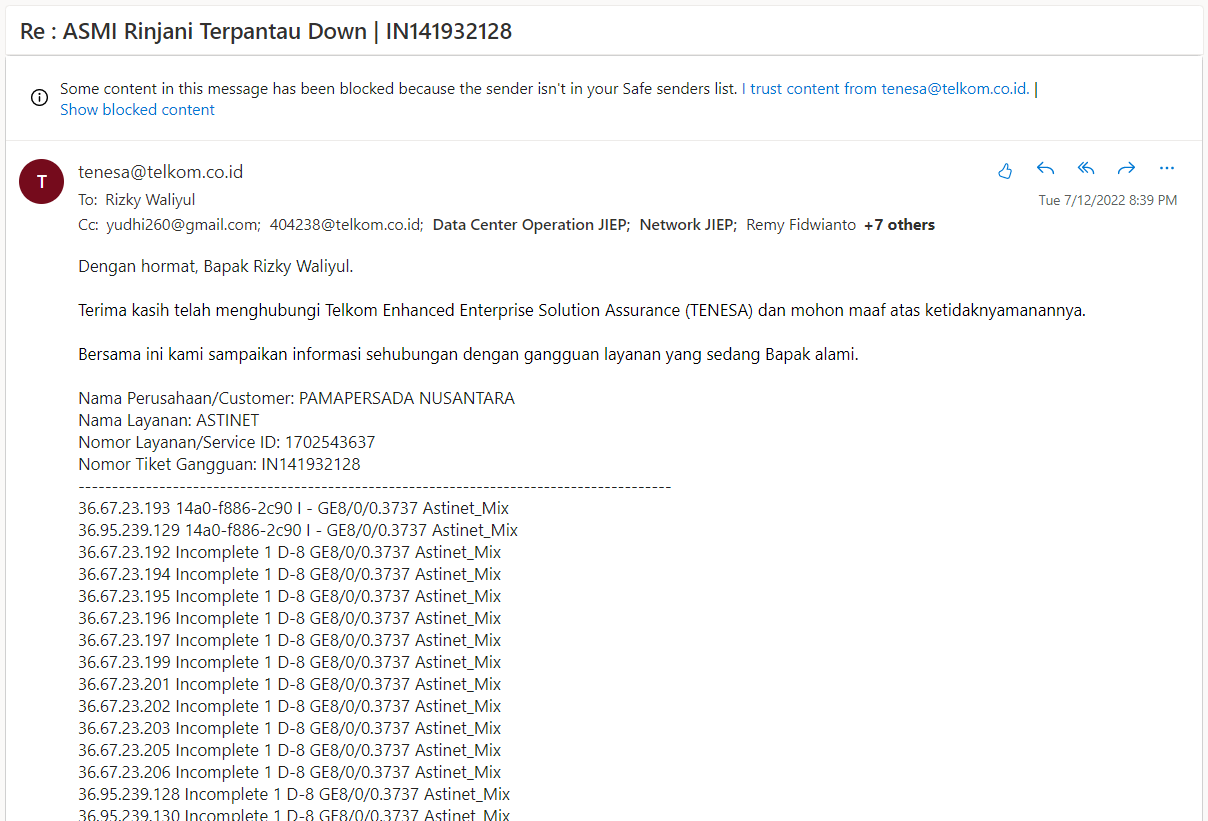 Re : ASMI Rinjani Terpantau Down | IN141932128
Some content in this message has been blocked because the sender isn't in your Safe senders list. I trust content from tenesa@telkom.co.id. |
Show blocked content
T
tenesa@telkom.co.id
To: Rizky Waliyul
Tue 7/12/2022 8:39 PM
Cc: yudhi260@gmail.com; 404238@telkom.co.id; Data Center Operation JIEP; Network JIEP; Remy Fidwianto +7 others
Dengan hormat, Bapak Rizky Waliyul.
Terima kasih telah menghubungi Telkom Enhanced Enterprise Solution Assurance (TENESA) dan mohon maaf atas ketidaknyamanannya.
Bersama ini kami sampaikan informasi sehubungan dengan gangguan layanan yang sedang Bapak alami.
Nama Perusahaan/Customer: PAMAPERSADA NUSANTARA
Nama Layanan: ASTINET
Nomor Layanan/Service ID: 1702543637
Nomor Tiket Gangguan: IN141932128
----------------------------------------------------------------------------------------
36.67.23.193 14a0-f886-2c90 I - GE8/0/0.3737 Astinet_Mix
36.95.239.129 14a0-f886-2c90 I - GE8/0/0.3737 Astinet_Mix
36.67.23.192 Incomplete 1 D-8 GE8/0/0.3737 Astinet_Mix
36.67.23.194 Incomplete 1 D-8 GE8/0/0.3737 Astinet_Mix
36.67.23.195 Incomplete 1 D-8 GE8/0/0.3737 Astinet_Mix
36.67.23.196 Incomplete 1 D-8 GE8/0/0.3737 Astinet_Mix
36.67.23.197 Incomplete 1 D-8 GE8/0/0.3737 Astinet_Mix
36.67.23.199 Incomplete 1 D-8 GE8/0/0.3737 Astinet_Mix
36.67.23.201 Incomplete 1 D-8 GE8/0/0.3737 Astinet_Mix
36.67.23.202 Incomplete 1 D-8 GE8/0/0.3737 Astinet_Mix
36.67.23.203 Incomplete 1 D-8 GE8/0/0.3737 Astinet_Mix
36.67.23.205 Incomplete 1 D-8 GE8/0/0.3737 Astinet_Mix
36.67.23.206 Incomplete 1 D-8 GE8/0/0.3737 Astinet_Mix
36.95.239.128 Incomplete 1 D-8 GE8/0/0.3737 Astinet_Mix
36.95.239.130 Incomplete 1 D-8 GE8/0/0.3737 Astinet_Mix